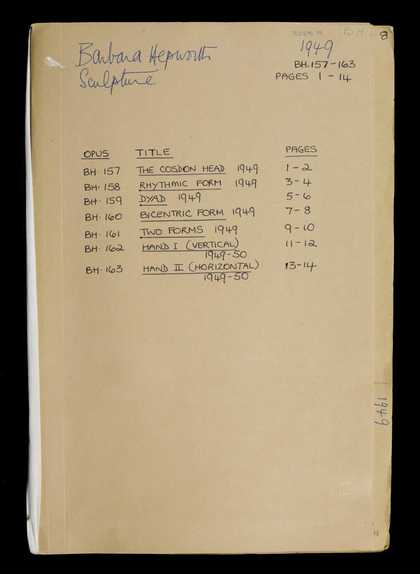 8
Barbara Hepworth
Sculpture
1949
BH.157-163
PAGES 1-14
OPUS TITLE PAGES
BH.157 THE COSDON HEAD 1949 1-2
BH.158 RHYTHMIC FORM 1949 3-4
BH.159 DYAD 1949 5-6
BH.160 BICENTRIC FORM 1949 7-8
BH.161 TWO FORMS 1949 9-10
BH.162 HAND I (VERTICAL) 11-12
1949-50
BH.163 HAND II (HORIZONTAL) 13-14
1949-50
1949